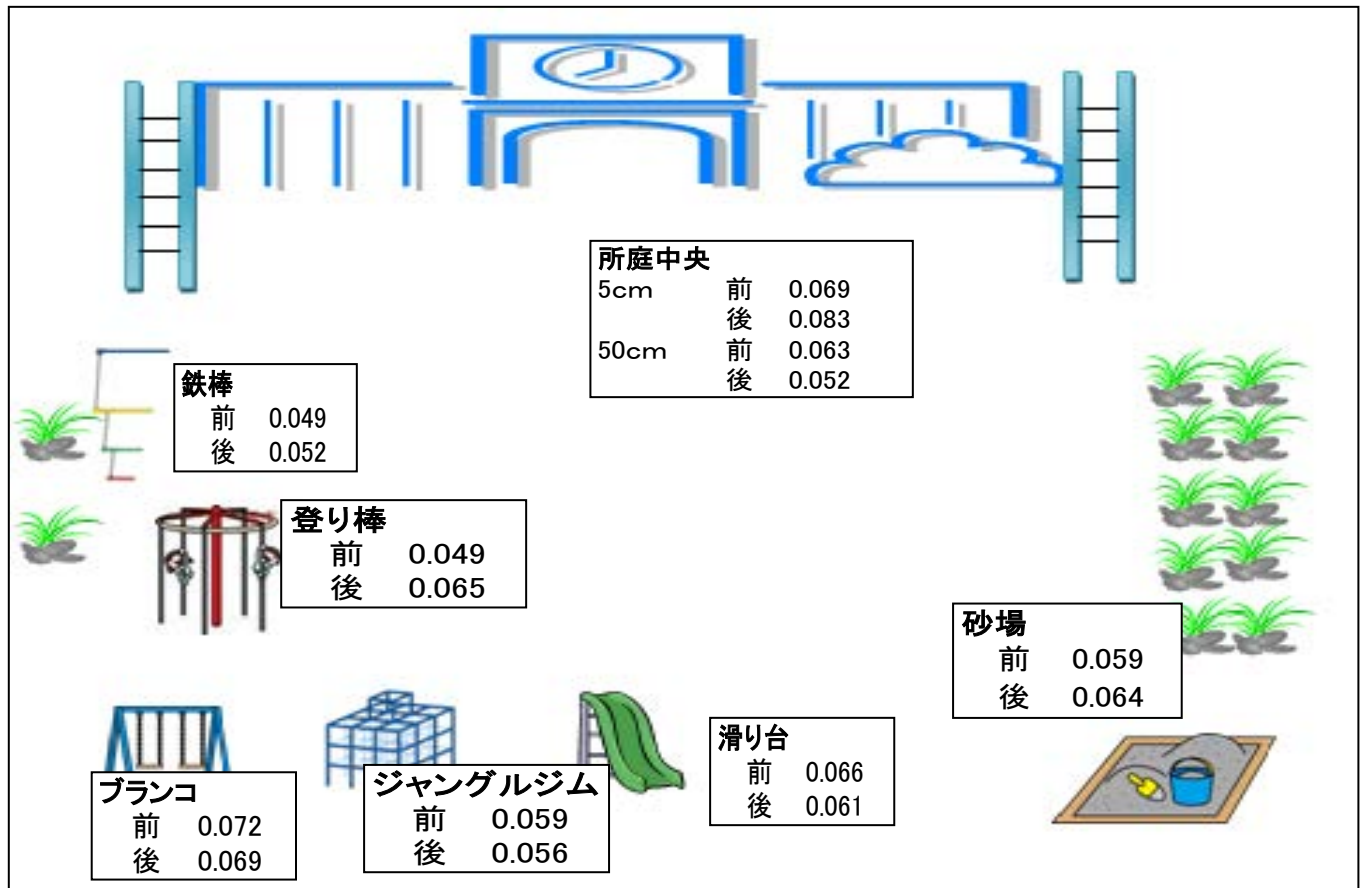 所庭中央
5cm 前 0.069
後 0.083
50cm 前 0.063
後 0.052
鉄棒
前 0.049
後 0.052
登り棒
前 0.049
後 0.065
砂場
前 0.059
後 0.064
滑り台
前 0.066
後 0.061
ブランコ
前 0.072
後 0.069
ジャングルジム
前 0.059
後 0.056